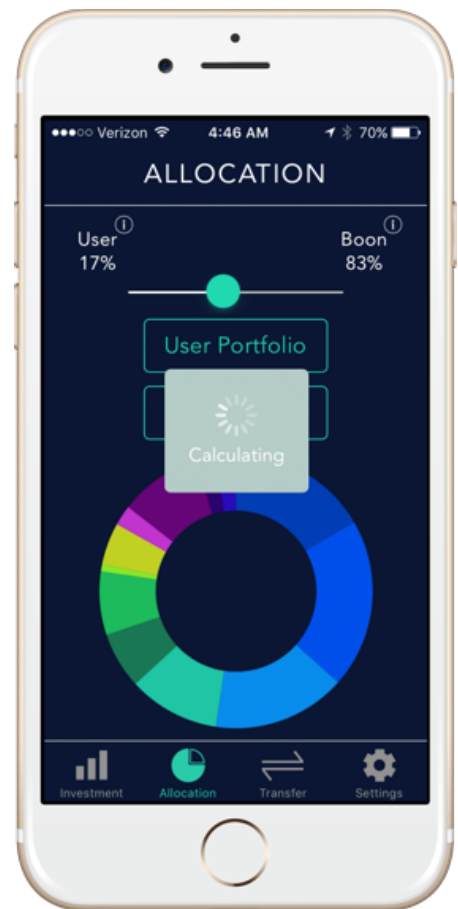 Verizon 4:46 AM 70%
ALLOCATION
User Boon
17% 83%
User Portfolio
Calculating
Investment Allocation Transfer Settings